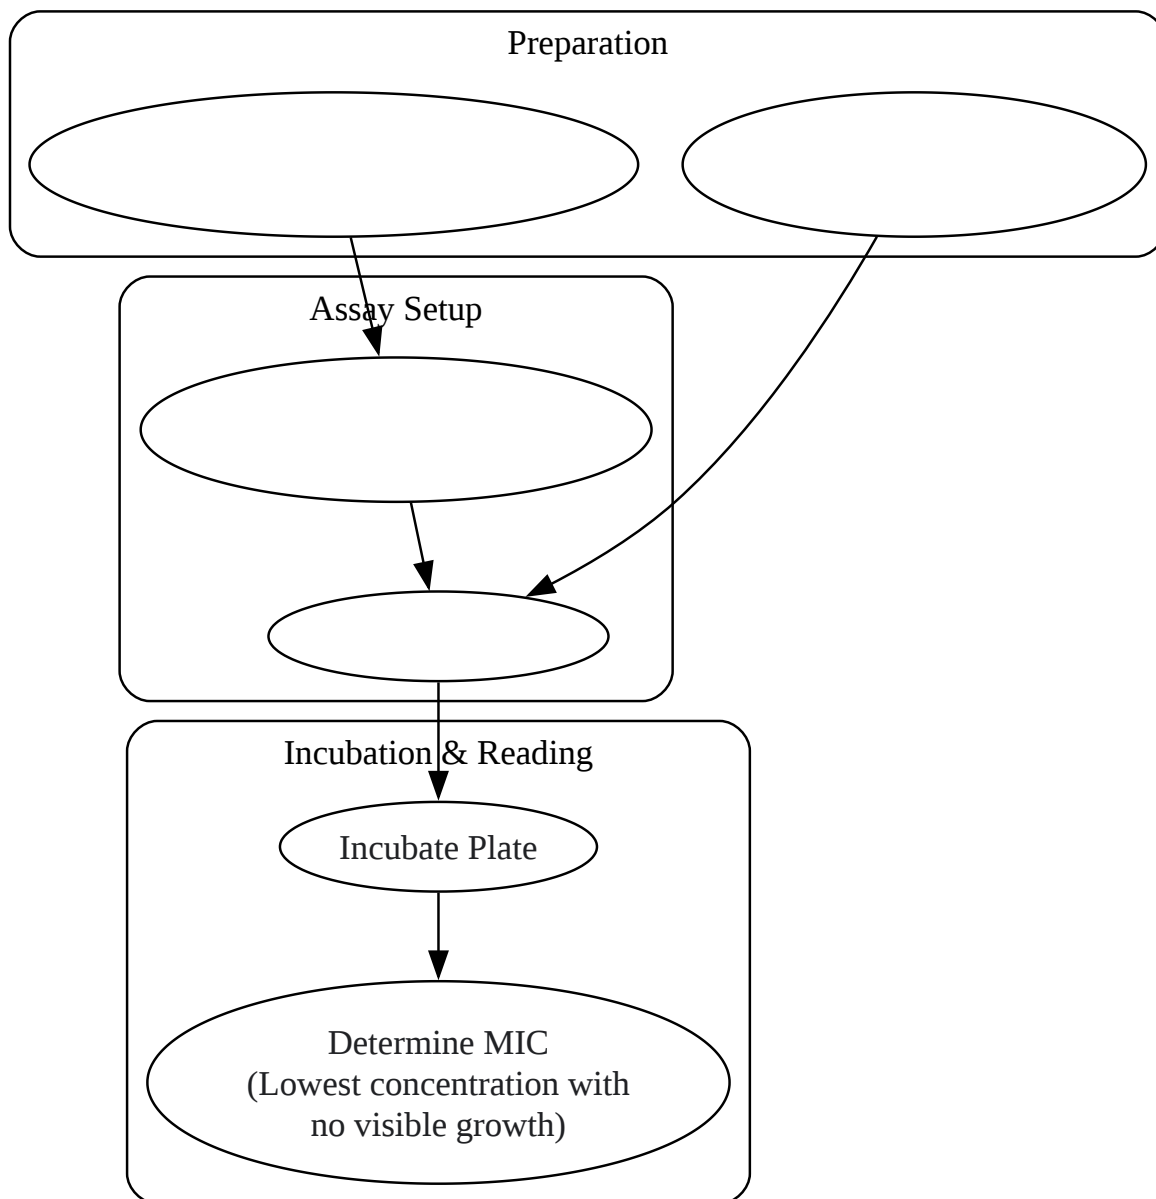 Preparation
Assay Setup
Incubation & Reading
Incubate Plate
Determine MIC
(Lowest concentration with
no visible growth)